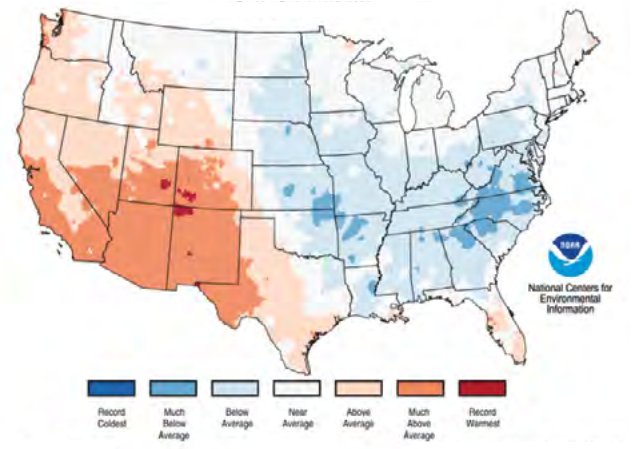 NOAA
National Centers for
Environmental
Information
Record
Coldest
Much
Below
Average
Below
Average
Near
Average
Above
Average
Much
Above
Average
Record
Warmest